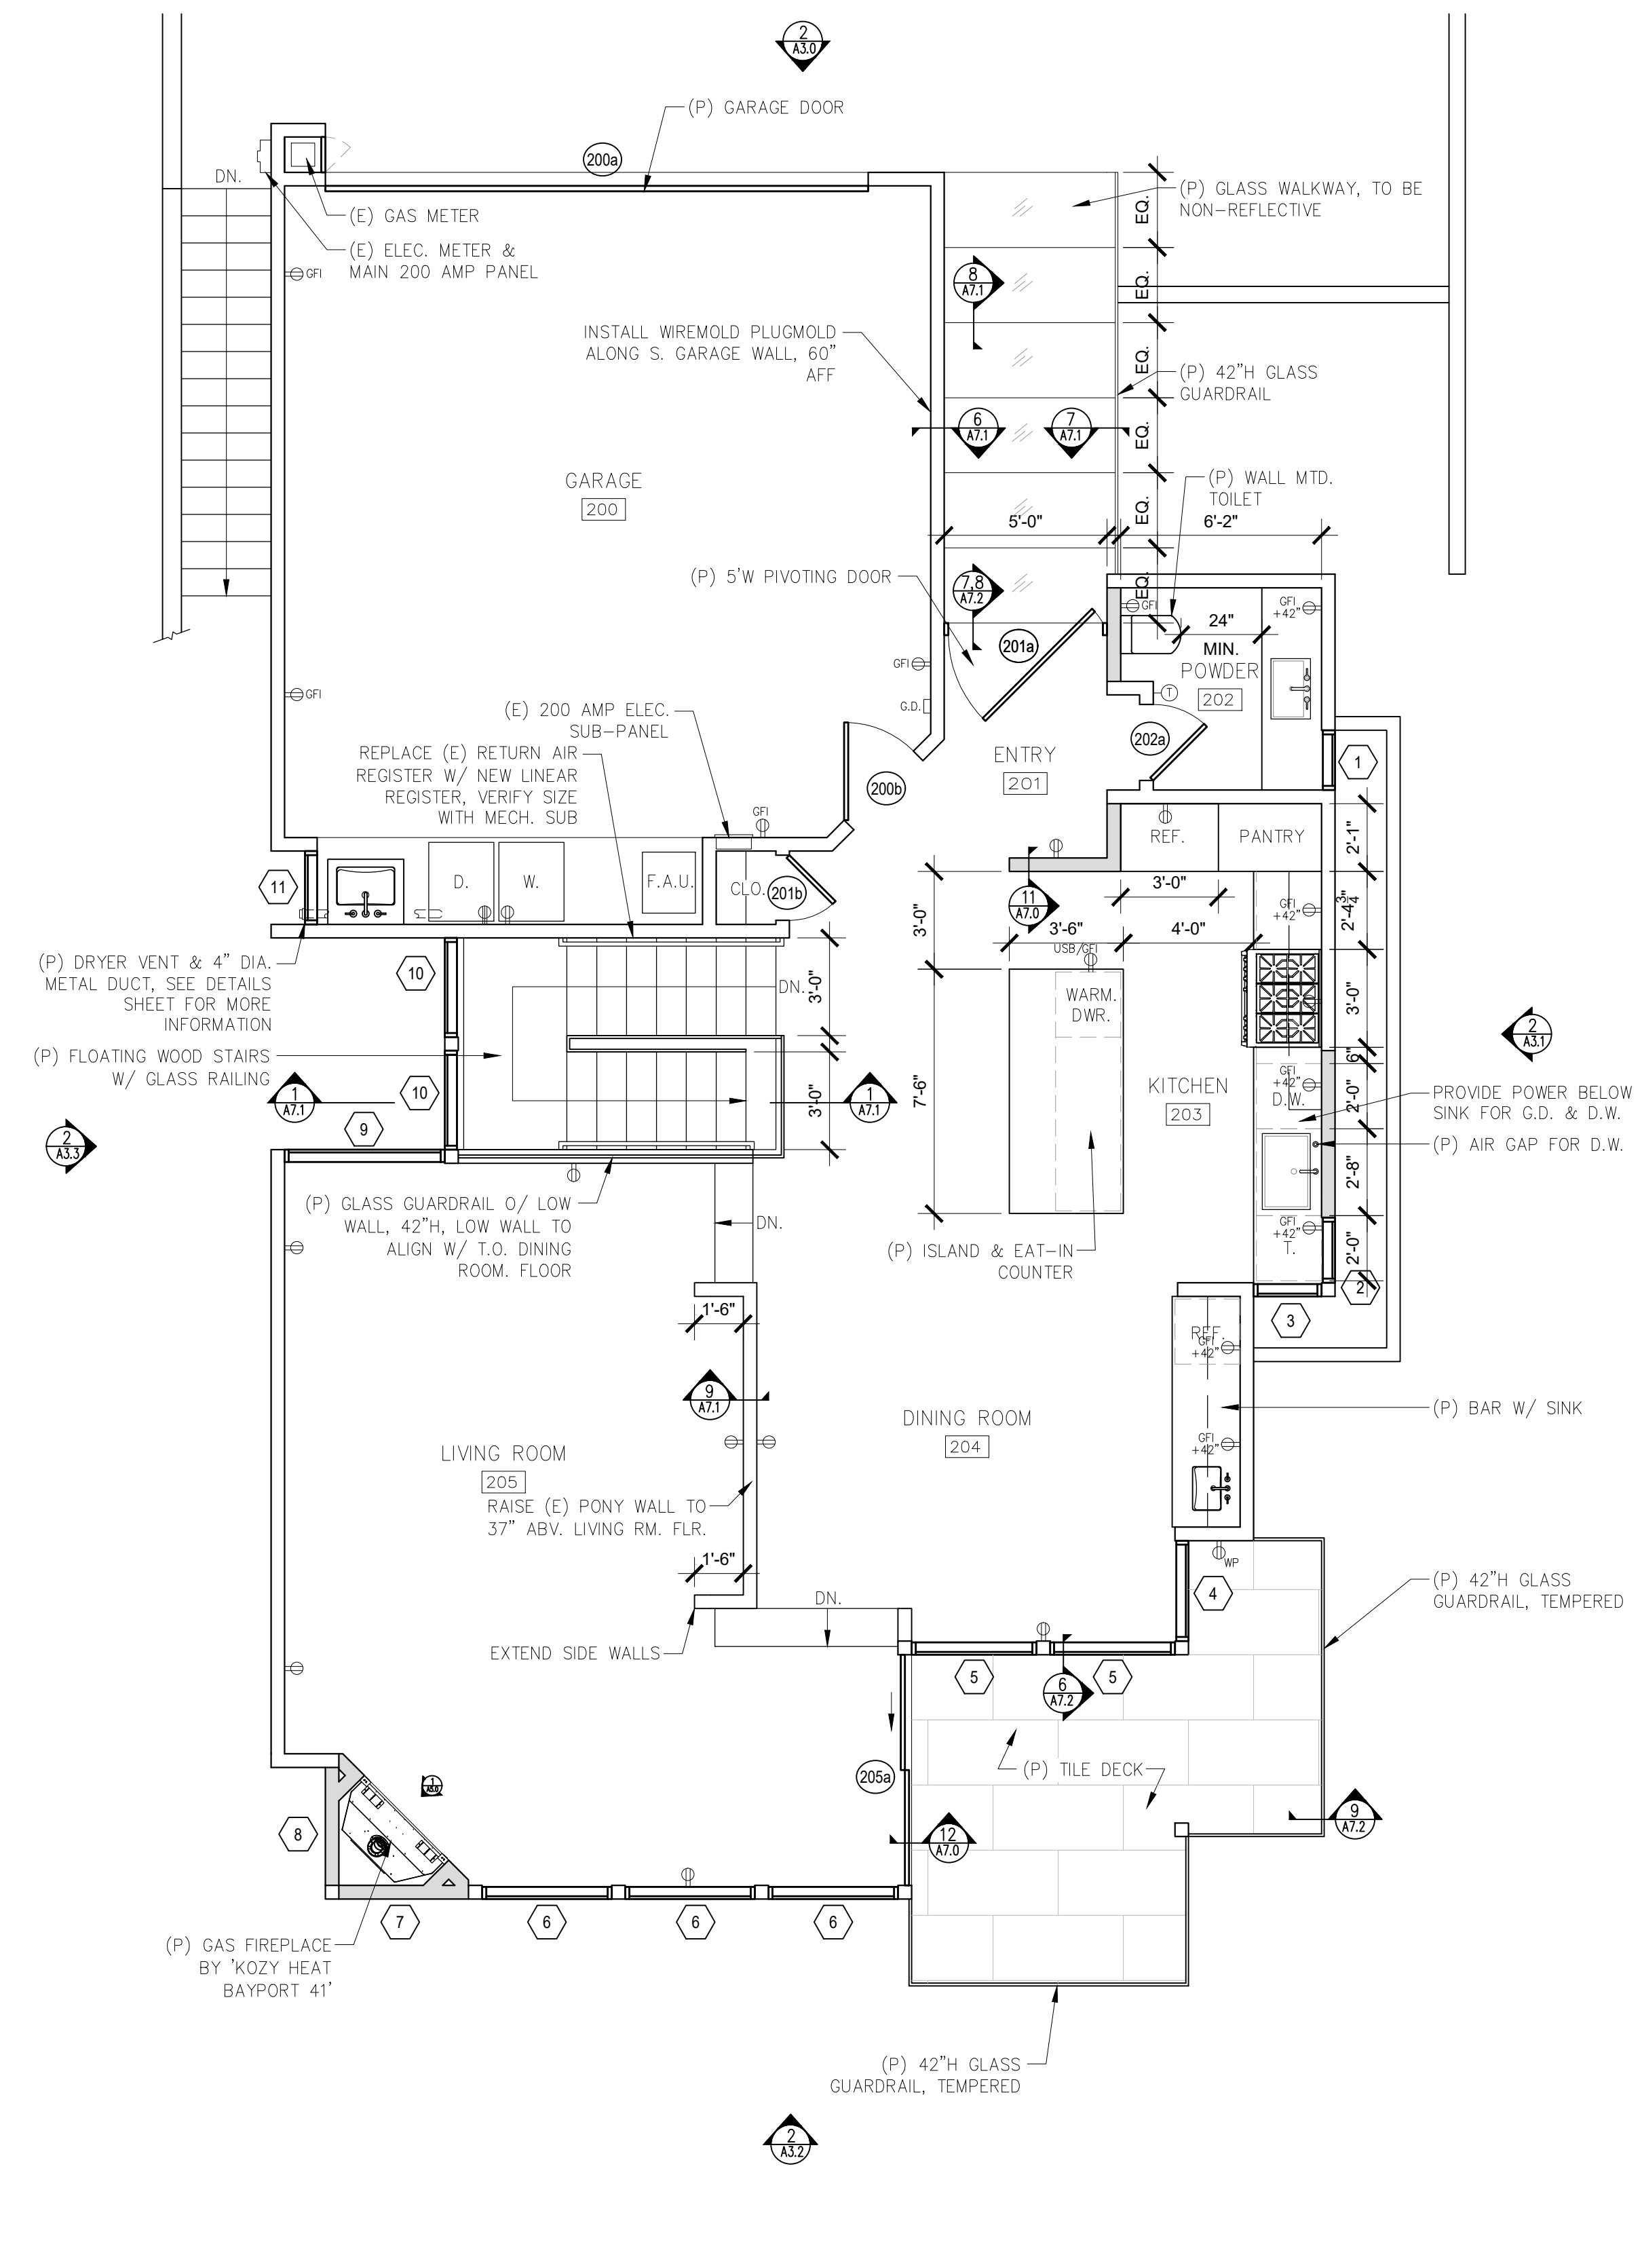 2
A3.0
(P) GARAGE DOOR
200a
DN.
(E) GAS METER
(E) ELEC. METER &
MAIN 200 AMP PANEL
GFI
(P) GLASS WALKWAY, TO BE
NON-REFLECTIVE
EQ.
EQ.
EQ.
EQ.
EQ.
EQ.
8
A7.1
INSTALL WIREMOLD PLUGMOLD
ALONG S. GARAGE WALL, 60"
AFF
(P) 42"H GLASS
GUARDRAIL
6
A7.1
7
A7.1
GARAGE
200
(P) WALL MTD.
TOILET
5'-0"
6'-2"
(P) 5'W PIVOTING DOOR
7,8
A7.2
GFI
GFI
+42"
24"
MIN.
201a
POWDER
202
T
GFI
GFI
G.D.
(E) 200 AMP ELEC.
SUB-PANEL
REPLACE (E) RETURN AIR
REGISTER W/ NEW LINEAR
REGISTER, VERIFY SIZE
WITH MECH. SUB
202a
ENTRY
201
1
200b
GFI
REF.
PANTRY
2'-1"
11
D.
W.
F.A.U.
CLO.
201b
11
A7.0
3'-0"
3'-0"
2'-4 3/4"
GFI
+42"
3'-6"
4'-0"
USB/GFI
(P) DRYER VENT & 4" DIA.
METAL DUCT, SEE DETAILS
SHEET FOR MORE
INFORMATION
10
DN.
3'-0"
WARM.
DWR.
3'-0"
2
A3.1
(P) FLOATING WOOD STAIRS
W/ GLASS RAILING
6"
1
A7.1
10
1
A7.1
3'-0"
7'-6"
KITCHEN
203
GFI
+42"
D.W.
2'-0"
PROVIDE POWER BELOW
SINK FOR G.D. & D.W.
9
2
A3.3
(P) AIR GAP FOR D.W.
2'-8"
(P) GLASS GUARDRAIL O/ LOW
WALL, 42"H, LOW WALL TO
ALIGN W/ T.O. DINING
ROOM. FLOOR
DN.
(P) ISLAND & EAT-IN
COUNTER
GFI
+42"
T.
2'-0"
2
3
1'-6"
REF.
GFI
+42"
9
A7.1
DINING ROOM
204
(P) BAR W/ SINK
GFI
+42"
LIVING ROOM
205
RAISE (E) PONY WALL TO
37" ABV. LIVING RM. FLR.
1'-6"
WP
4
(P) 42"H GLASS
GUARDRAIL, TEMPERED
DN.
EXTEND SIDE WALLS
5
6
A7.2
5
(P) TILE DECK
205a
8
12
A7.0
9
A7.2
7
6
6
6
(P) GAS FIREPLACE
BY 'KOZY HEAT
BAYPORT 41'
(P) 42"H GLASS
GUARDRAIL, TEMPERED
2
A3.2